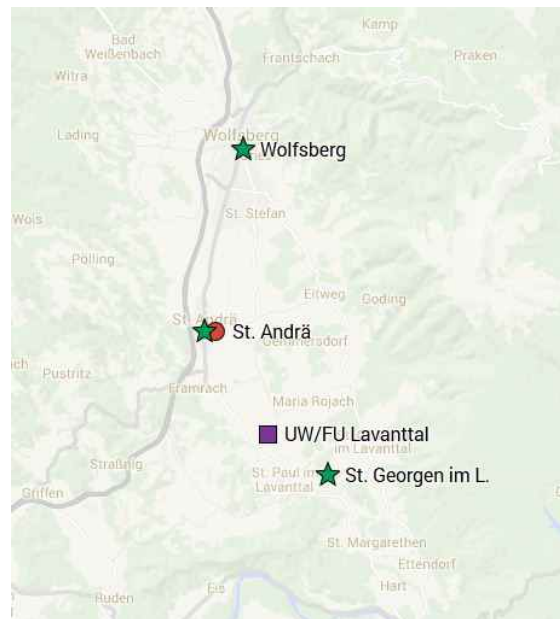 Kamp
Bad
Weißenbach
Frantschach
Praken
Witra
Lading
Wolfsberg
Wolfsberg
St. Stefan
Wois
Pölling
Eitweg
Goding
St. Andrä
St. Andrä
Gemmersdorf
Pustritz
Framrach
Maria Rojach
UW/FU Lavanttal
im Lavanttal
Straßnig
St. Paul im
Lavanttal
St. Georgen im L.
Griffen
St. Margarethen
Ettendorf
Eis
Hart
Ruden